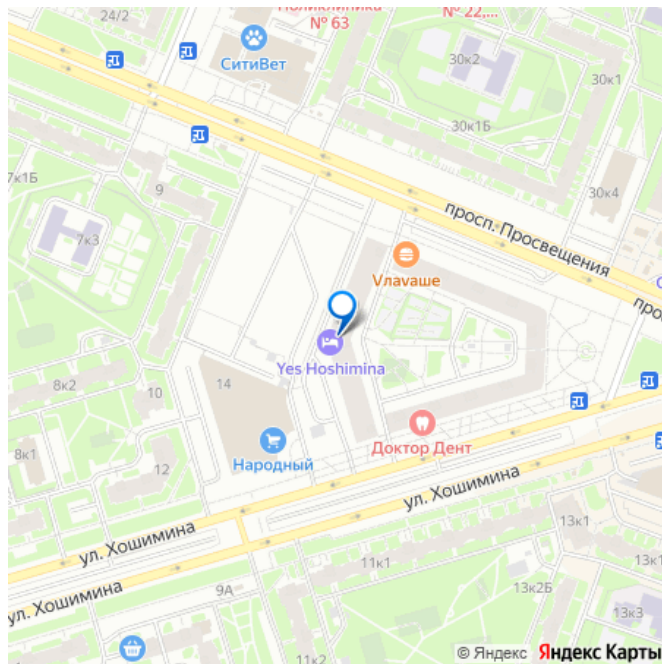 24/2
Поликлиника
№ 63
№ 22,...
СитиВет
30к2
30к1
30к1Б
30к4
7к1Б
9
7к3
просп. Просвещения
Vлаvаше
Yes Hoshimina
14
8к2
10
8к1
12
Народный
Доктор Дент
ул. Хошимина
ул. Хошимина
13к1
11к1
9А
13к2Б
ул. Хошимина
13к3
11к2
© Яндекс Яндекс Карты